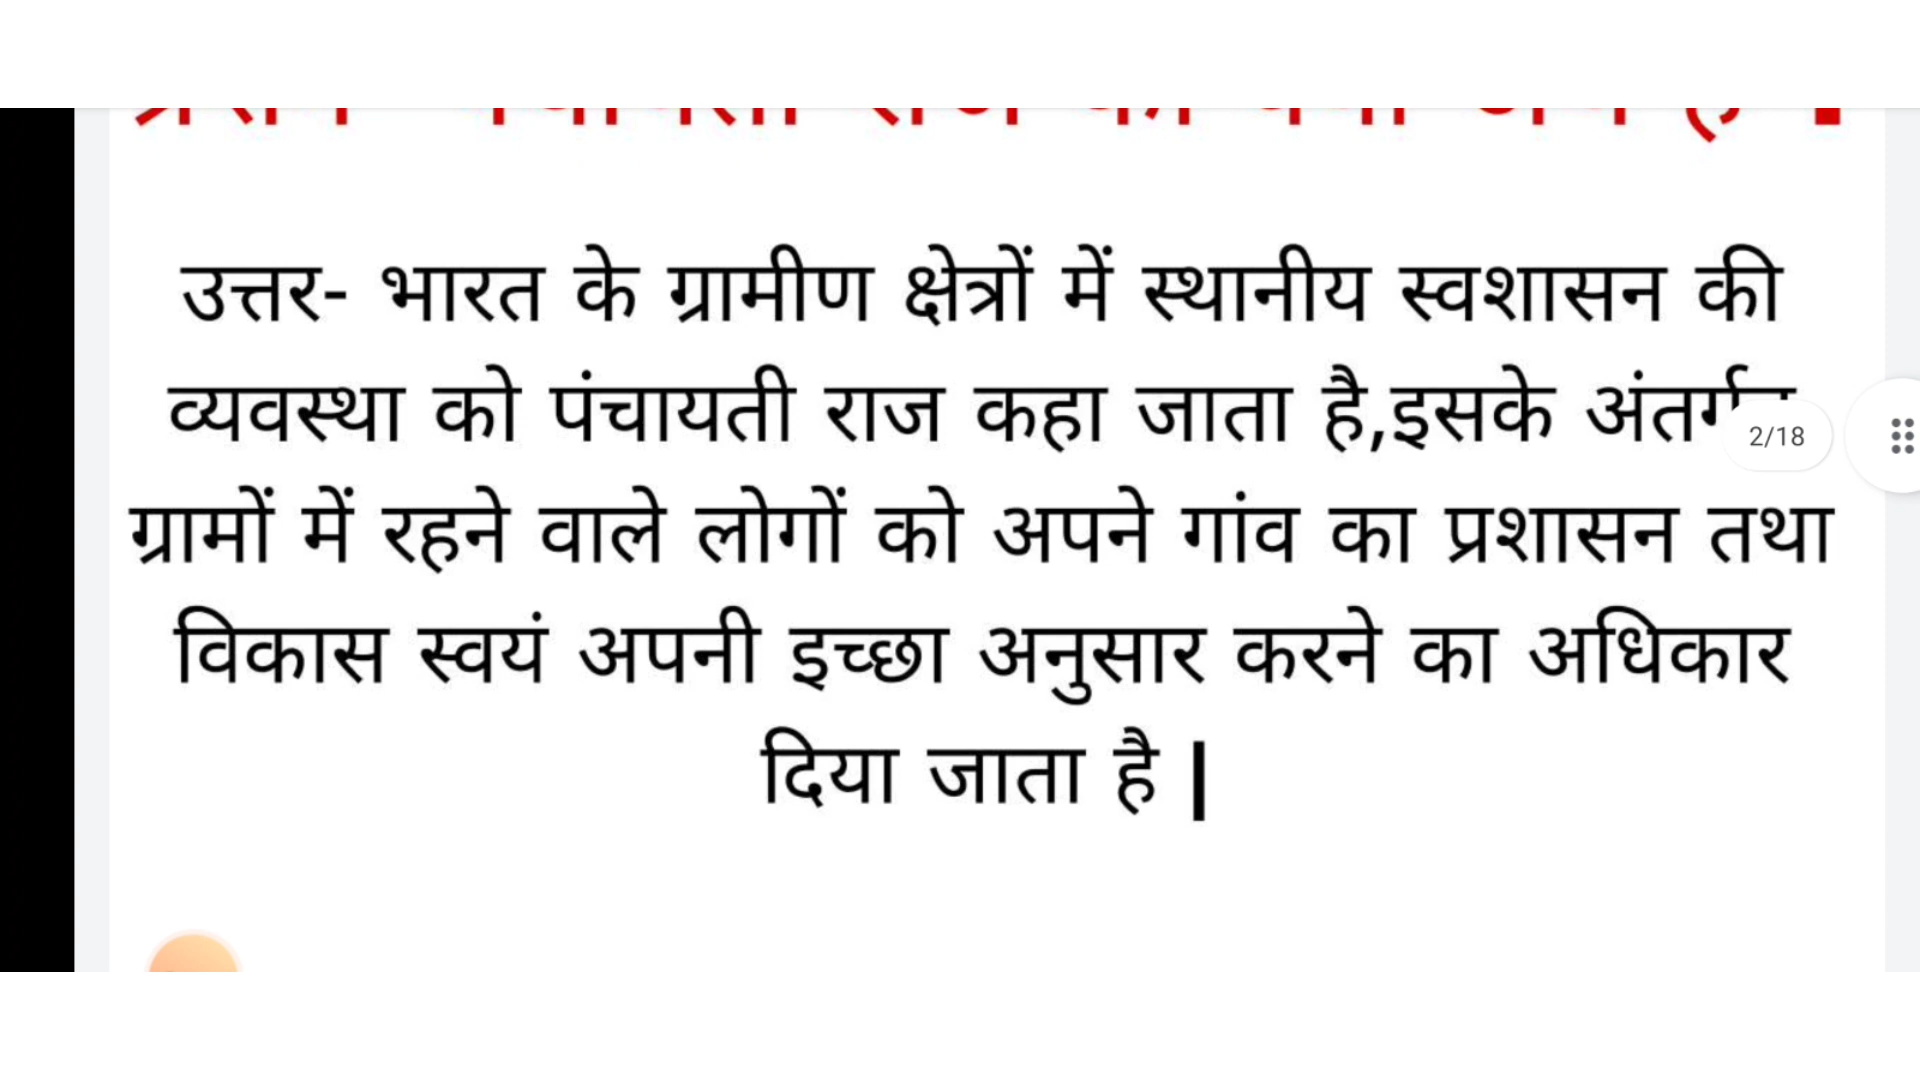 उत्तर- भारत के ग्रामीण क्षेत्रों में स्थानीय स्वशासन की
व्यवस्था को पंचायती राज कहा जाता है,इसके
2/18
ग्रामों में रहने वाले लोगों को अपने गांव का प्रशासन तथा
विकास स्वयं अपनी इच्छा अनुसार करने का अधिकार
दिया जाता है |